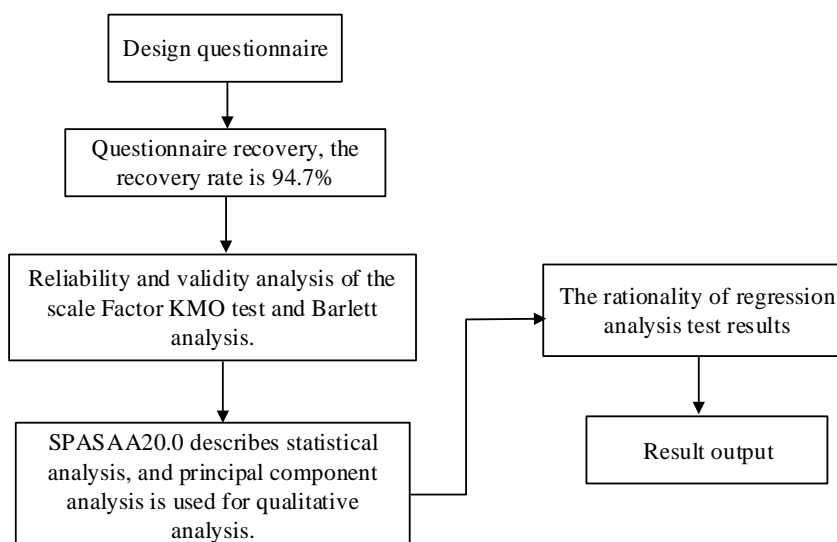 Design questionnaire
Questionnaire recovery, the
recovery rate is 94.7%
Reliability and validity analysis of the
scale Factor KMO test and Barlett
analysis.
SPASAA20.0 describes statistical
analysis, and principal component
analysis is used for qualitative
analysis.
The rationality of regression
analysis test results
Result output